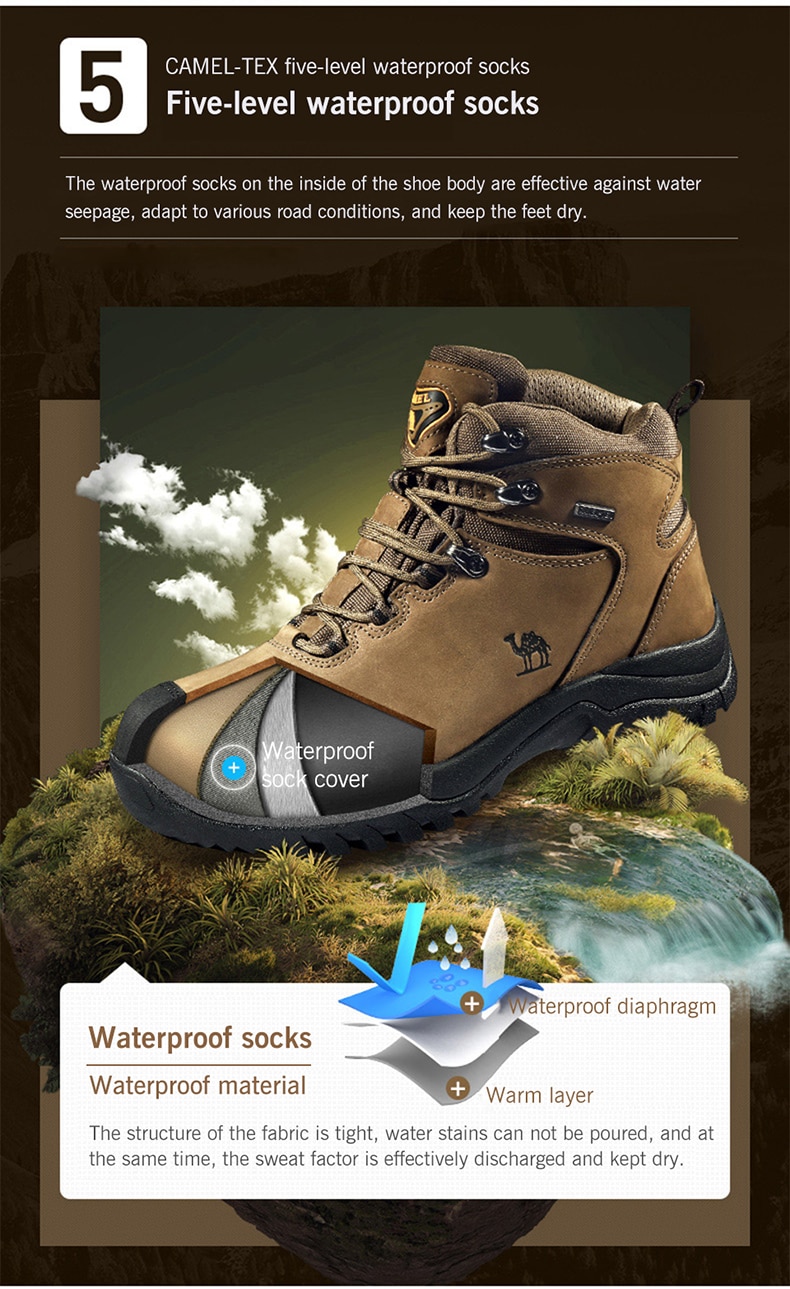 5
CAMEL-TEX five-level waterproof socks
Five-level waterproof socks
The waterproof socks on the inside of the shoe body are effective against water
seepage, adapt to various road conditions, and keep the feet dry.
Waterproof
sock cover
Waterproof diaphragm
Waterproof socks
Waterproof material
Warm layer
The structure of the fabric is tight, water stains can not be poured, and at
the same time, the sweat factor is effectively discharged and kept dry.